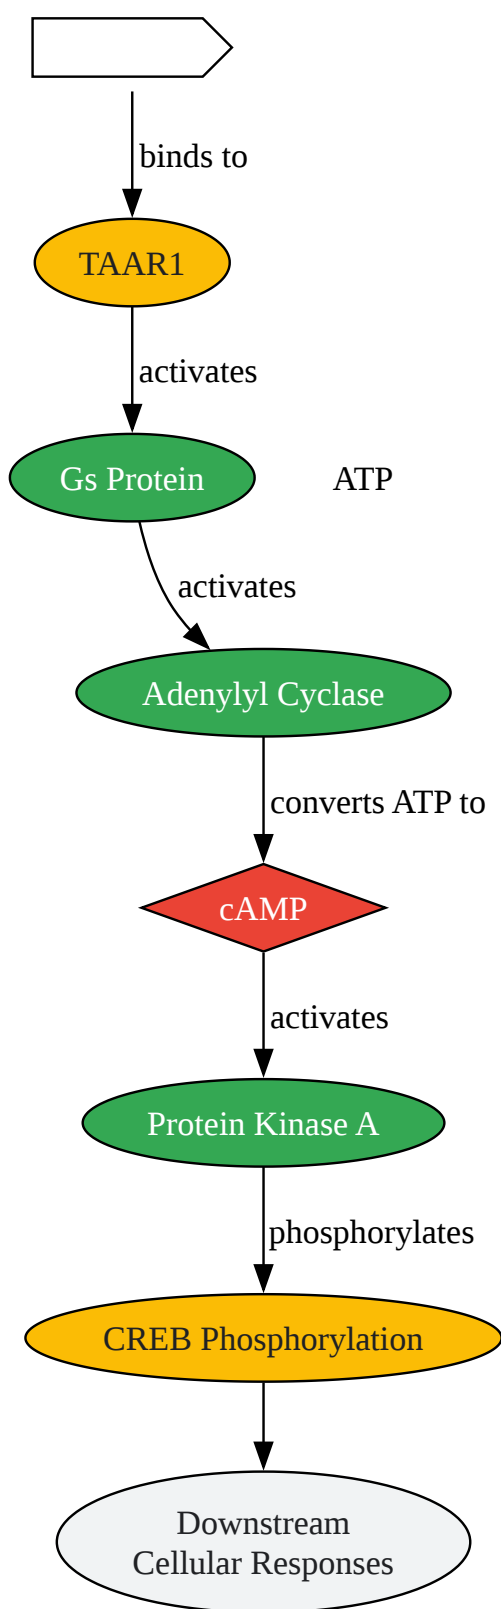 binds to
TAAR1
activates
Gs Protein
ATP
activates
Adenylyl Cyclase
converts ATP to
cAMP
activates
Protein Kinase A
phosphorylates
CREB Phosphorylation
Downstream
Cellular Responses